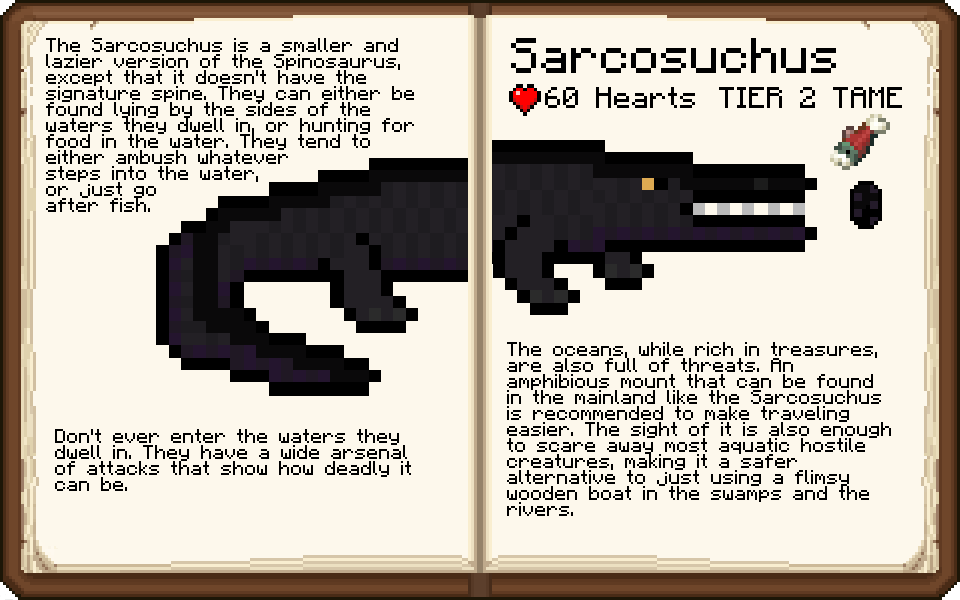 The Sarcosuchus is a smaller and
lazier version of the Spinosaurus,
except that it doesn't have the
signature spine. They can either be
found lying by the sides of the
waters they dwell in, or hunting for
food in the water. They tend to
either ambush whatever
steps into the water,
or just go
after fish.
Don't ever enter the waters they
dwell in. They have a wide arsenal
of attacks that show how deadly it
can be.
Sarcosuchus
60 Hearts TIER 2 TAME
The oceans, while rich in treasures,
are also full of threats. An
amphibious mount that can be found
in the mainland like the Sarcosuchus
is recommended to make traveling
easier. The sight of it is also enough
to scare away most aquatic hostile
creatures, making it a safer
alternative to just using a flimsy
wooden boat in the swamps and the
rivers.